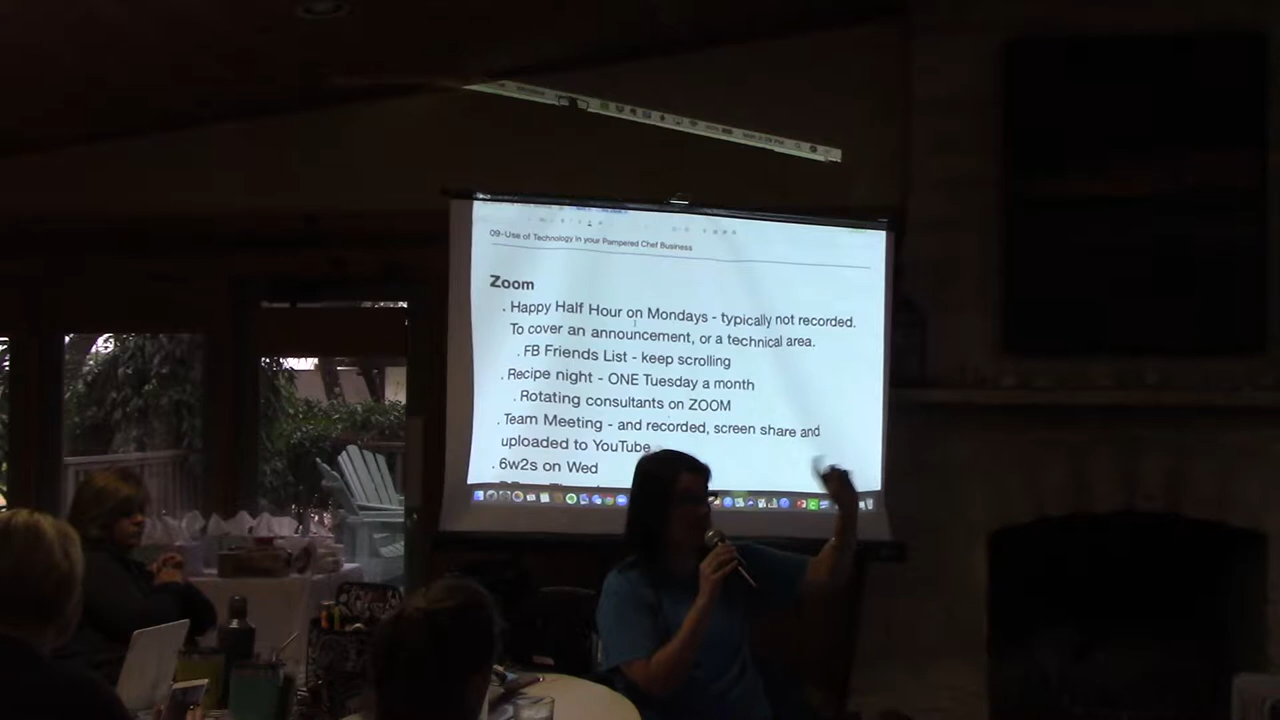 09-Use of Technology in your Pampered Chef Business
Zoom
. Happy Half Hour on Mondays - typically not recorded.
To cover an announcement, or a technical area.
. FB Friends List - keep scrolling
. Recipe night - ONE Tuesday a month
. Rotating consultants on ZOOM
. Team Meeting - and recorded, screen share and
uploaded to YouTube
. 6w2s on Wed